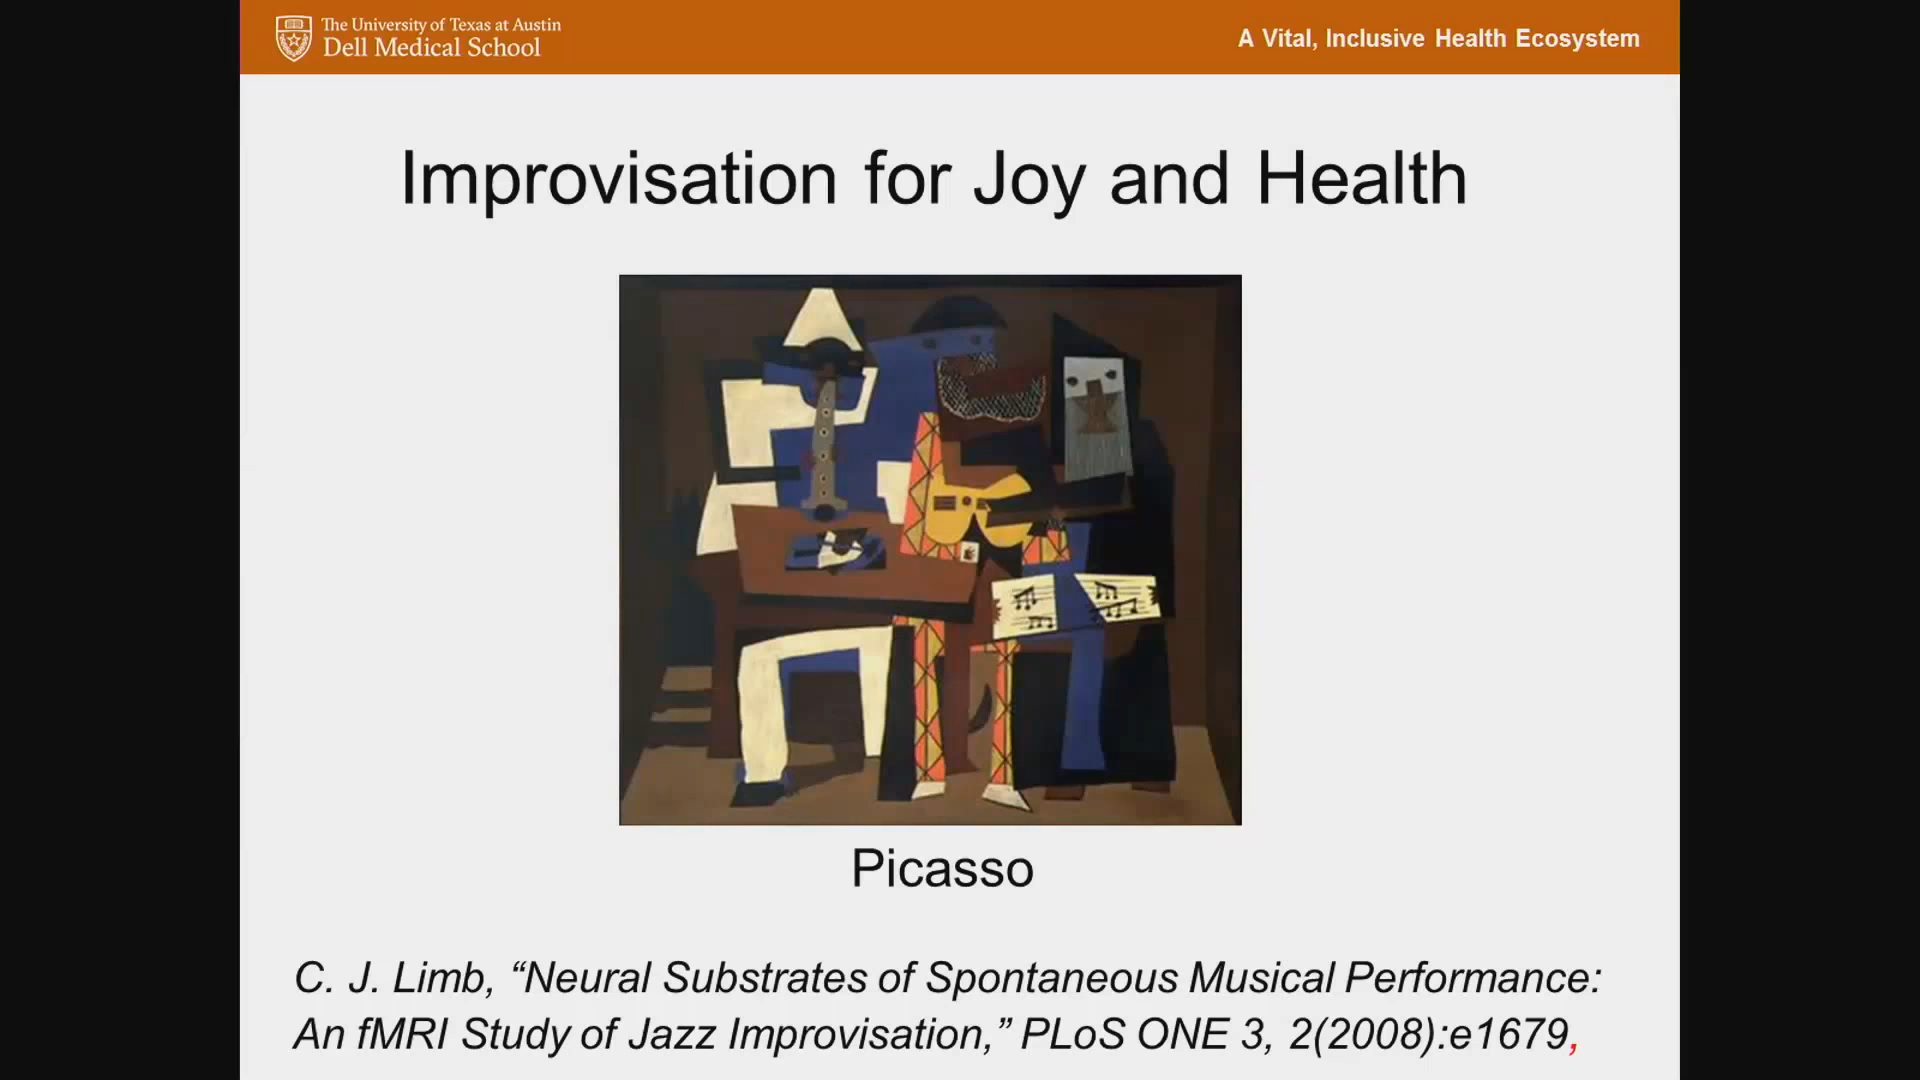 The University of Texas at Austin
Dell Medical School
A Vital, Inclusive Health Ecosystem
Improvisation for Joy and Health
Picasso
C. J. Limb, “Neural Substrates of Spontaneous Musical Performance:
An fMRI Study of Jazz Improvisation,” PLoS ONE 3, 2(2008):e1679,